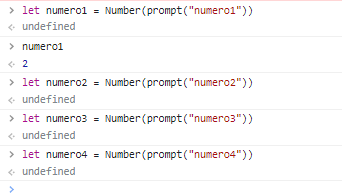 let numero1 = Number(prompt("numero1"))
undefined
numero1
2
let numero2 = Number(prompt("numero2"))
undefined
let numero3 = Number(prompt("numero3"))
undefined
let numero4 = Number(prompt("numero4"))
undefined